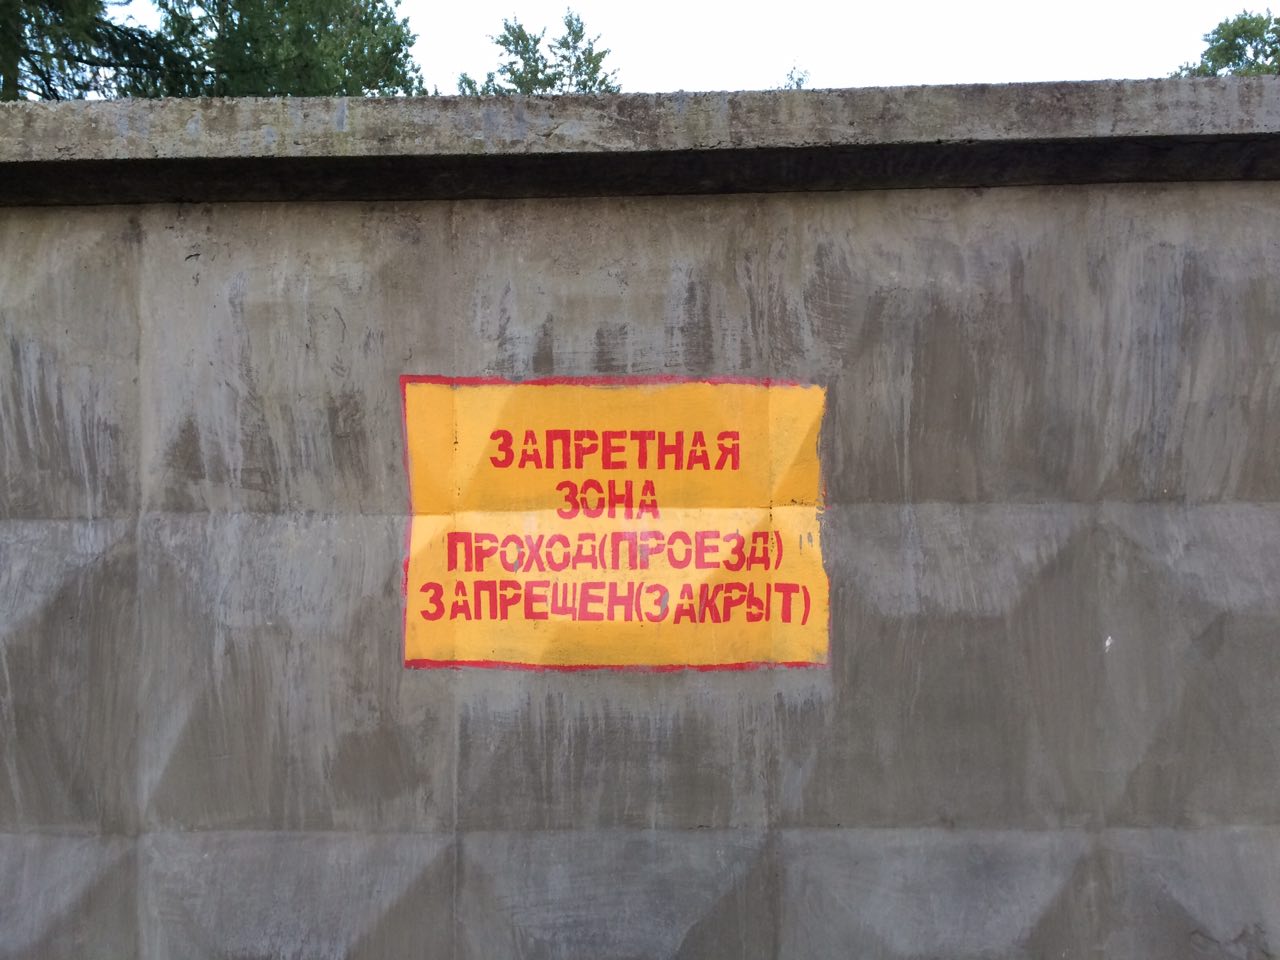 ЗАПРЕТНАЯ
ЗОНА
ПРОХОД(ПРОЕЗД)
ЗАПРЕЩЕН(ЗАКРЫТ)